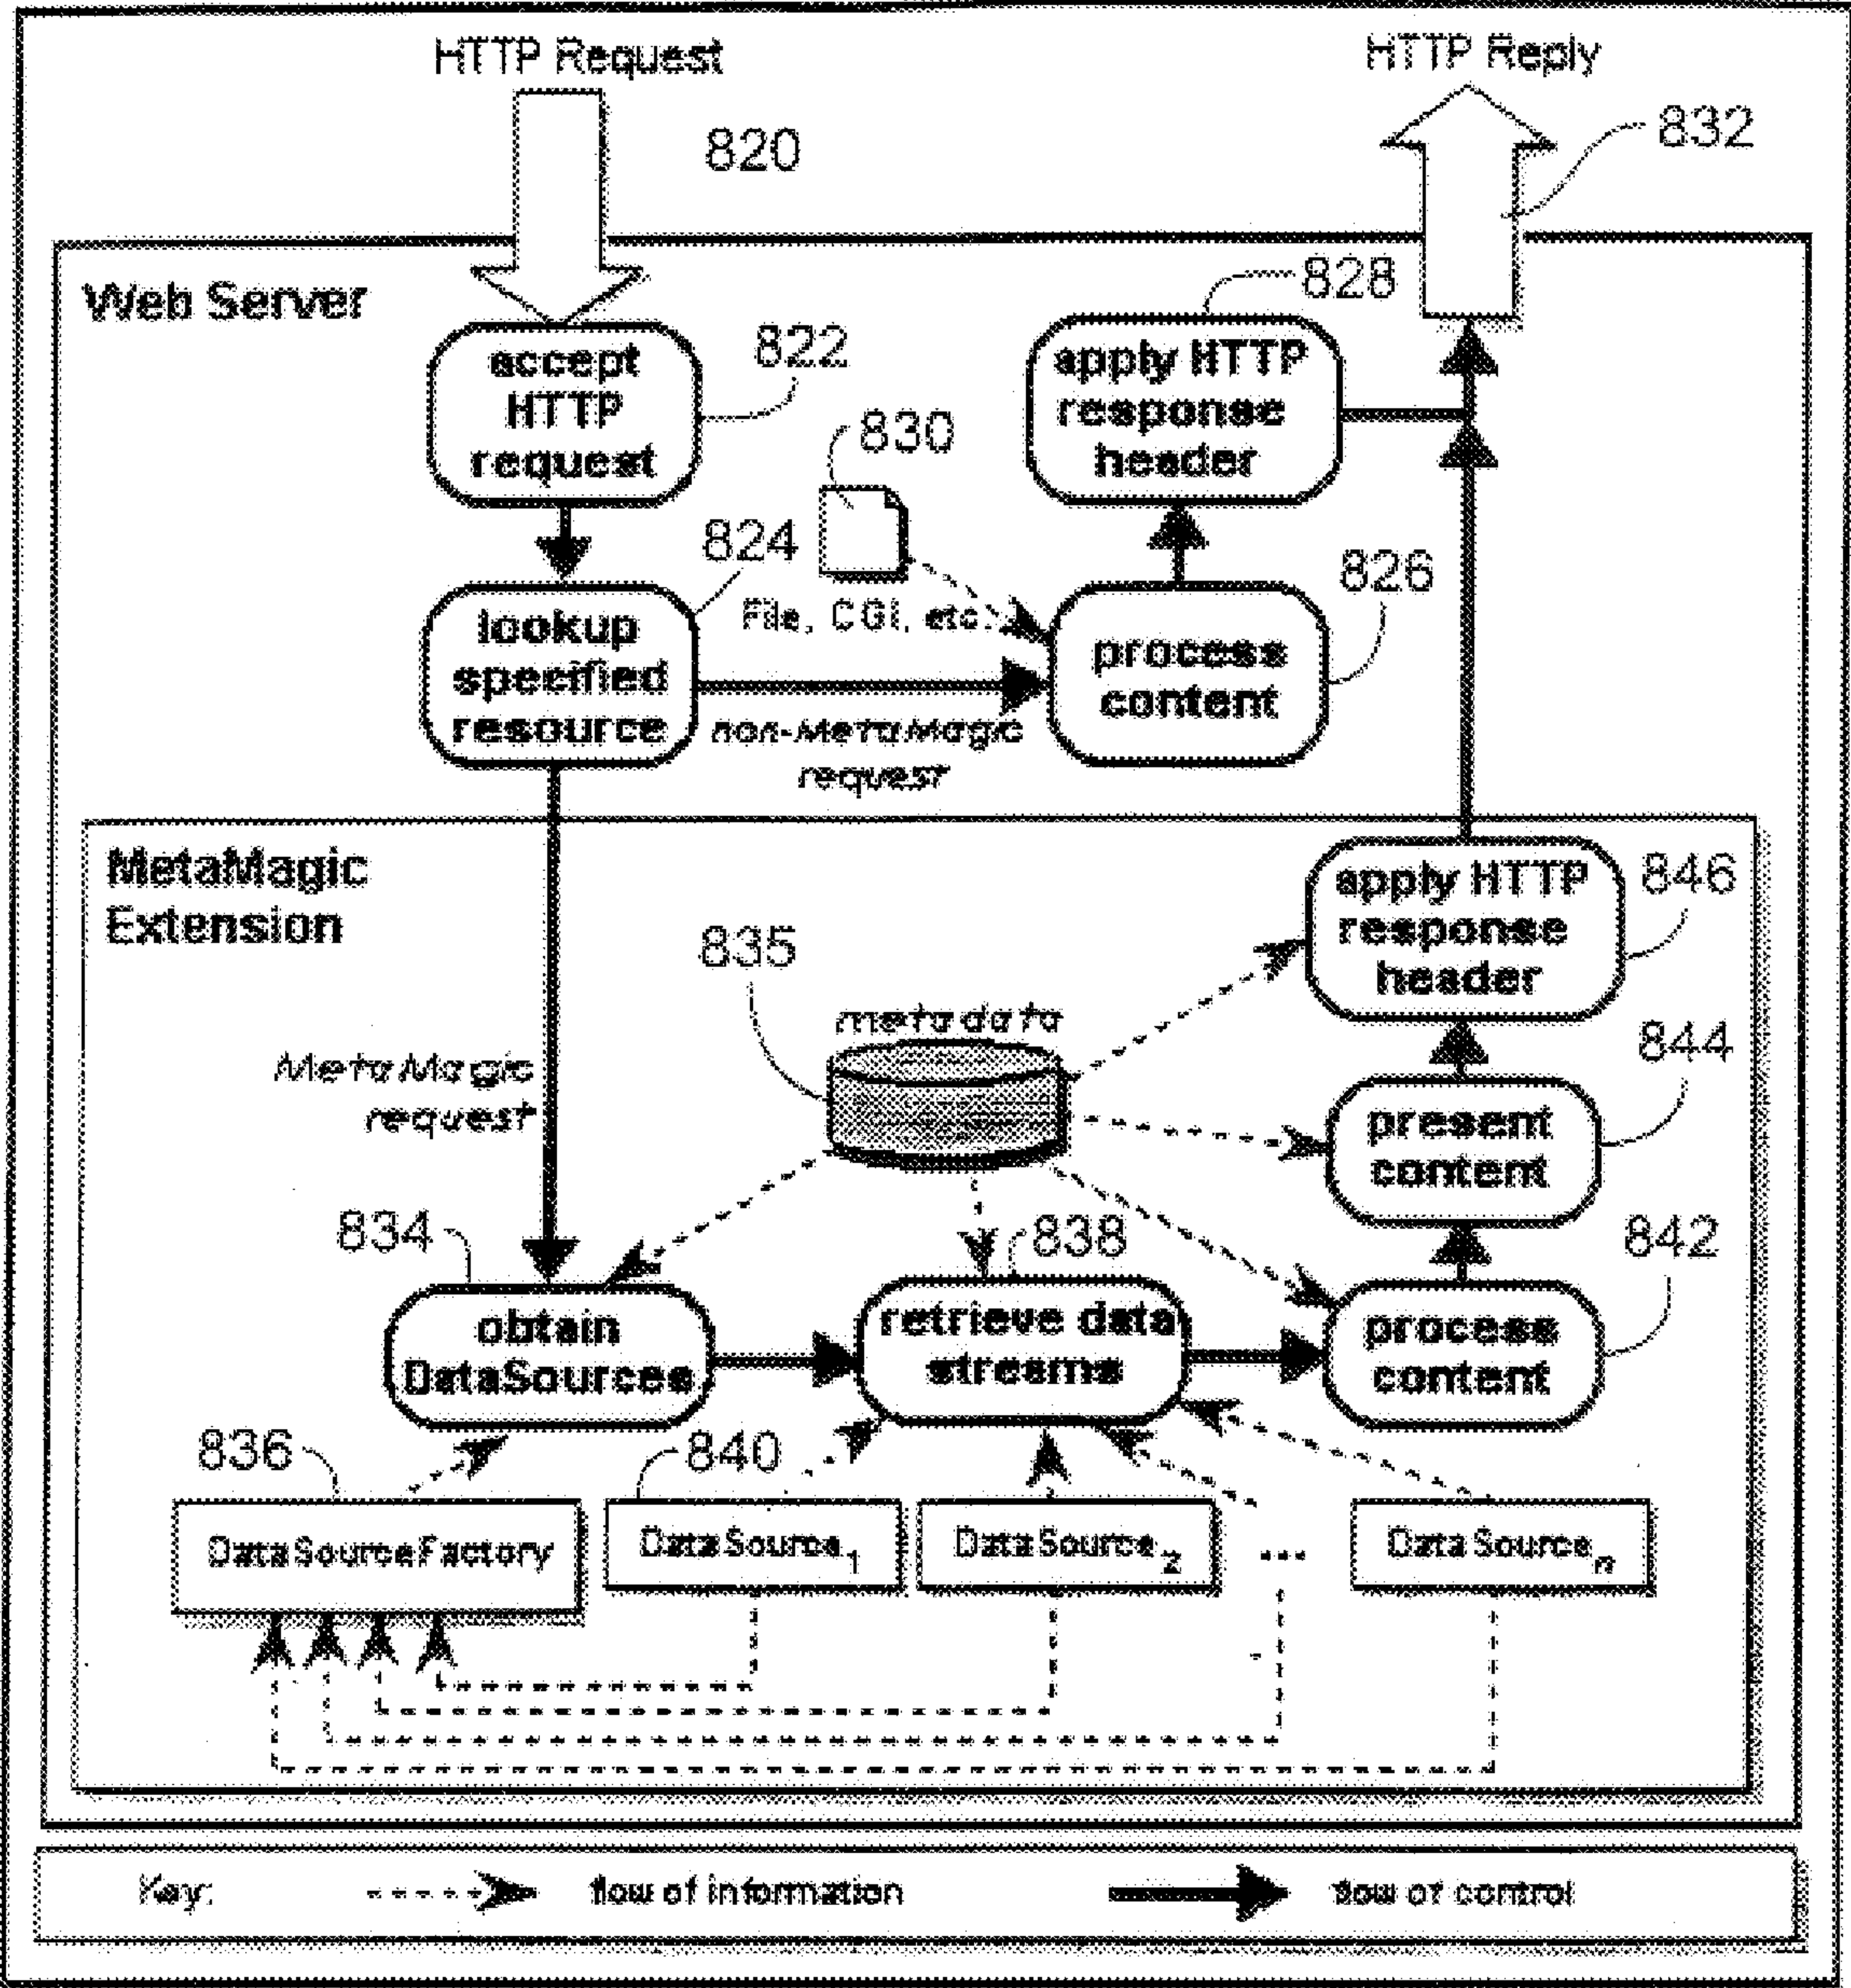 HTTP Request
HTTP Reply
820
832
Web Server
828
accept
HTTP
request
822
apply HTTP
response
header
830
824
File, CGI, etc.
826
lookup
specified
resource
process
content
non-MetaMagic
request
MetaMagic
Extension
apply HTTP
response
header
846
835
metadata
844
MetaMagic
request
present
content
834
838
842
obtain
DataSources
retrieve data
streams
process
content
836
840
DataSourceFactory
DataSource1
DataSource2
...
DataSourcen
Key:
flow of information
flow of control